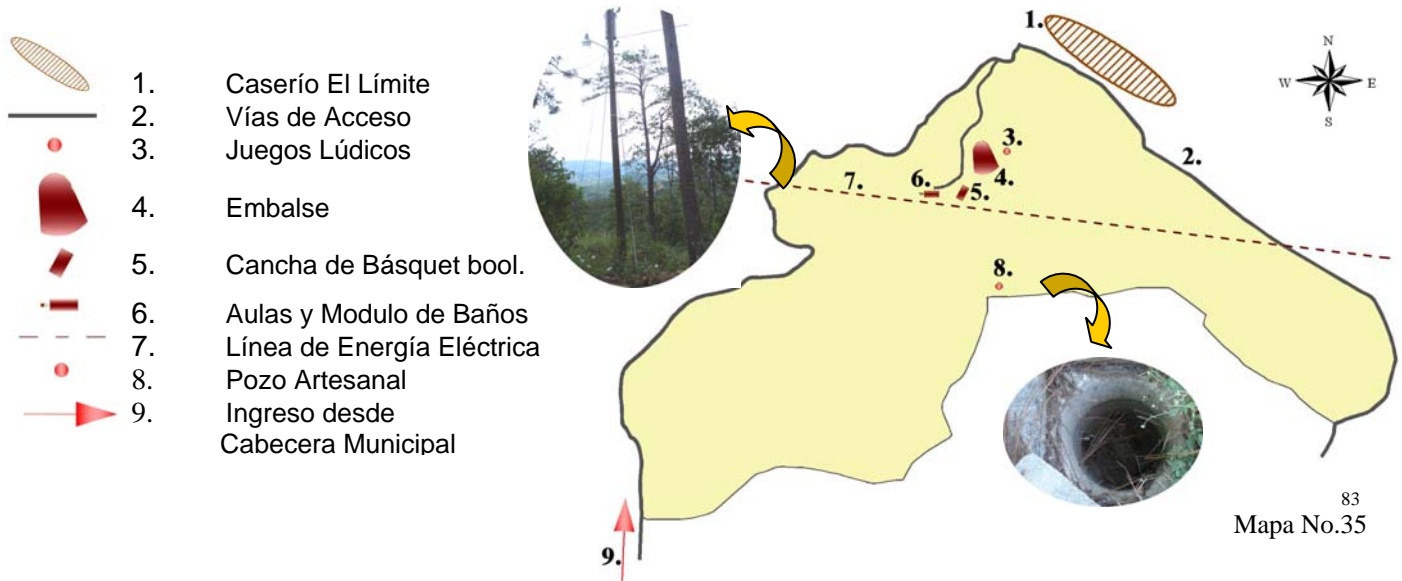 1. Caserío El Límite
2. Vías de Acceso
3. Juegos Lúdicos
4. Embalse
5. Cancha de Básquet bool.
6. Aulas y Modulo de Baños
7. Línea de Energía Eléctrica
8. Pozo Artesanal
9. Ingreso desde
Cabecera Municipal
1.
N
W E
S
2.
3.
4.
5.
6.
7.
8.
9.
83
Mapa No.35